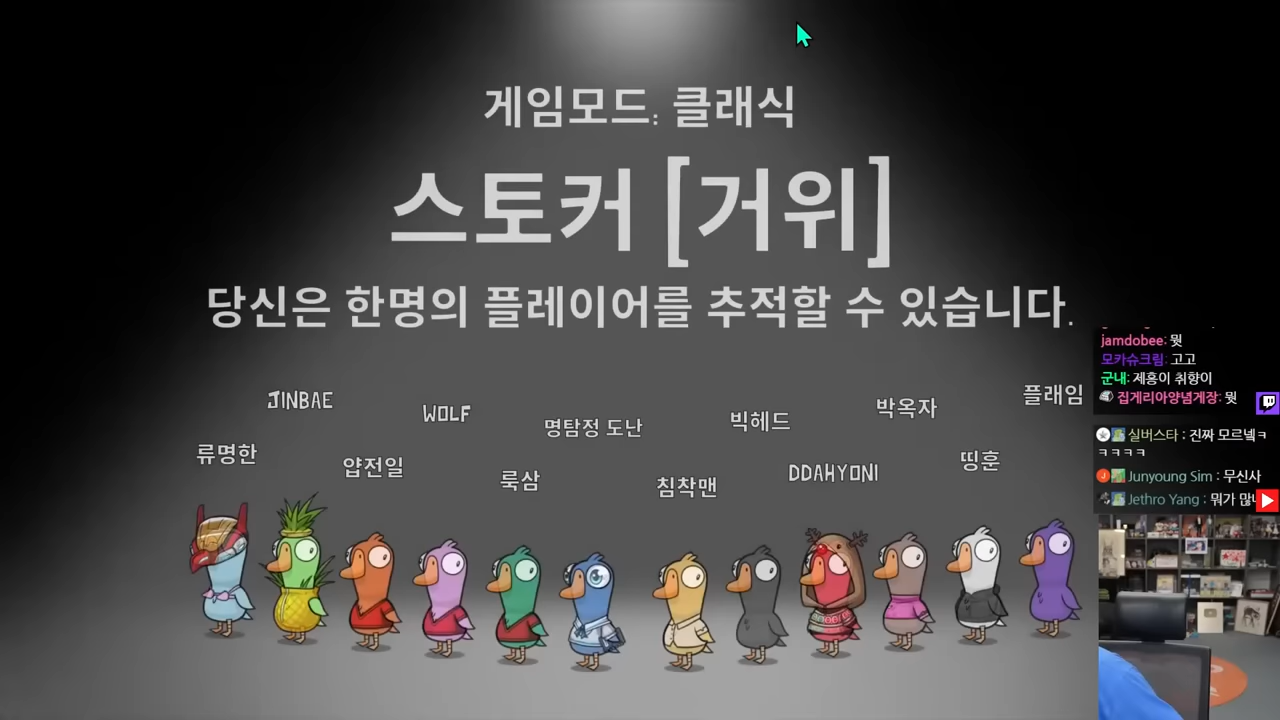 게임모드: 클래식
스토커 [거위]
당신은 한명의 플레이어를 추적할 수 있습니다.
플래임
JINBAE
박옥자
WOLF
빅헤드
명탐정 도난
류명한
띵훈
얍전일
DDAHYONI
룩삼
침착맨
jamdobee: 뭣
모카슈크림: 고고
군내: 제흥이 취향이
집게리아양념게장: 뭣
실버스타 : 진짜 모르넼ㅋ
ㅋㅋㅋㅋ
Junyoung Sim : 무신사
Jethro Yang : 뭐가 많